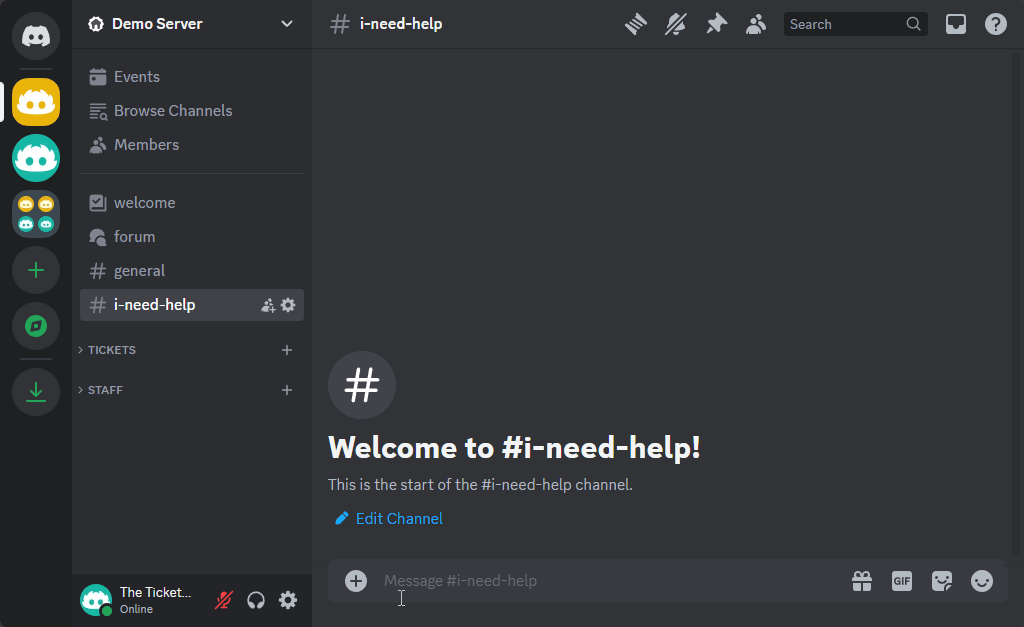 Demo Server
i-need-help
Search
Events
Browse Channels
Members
welcome
forum
general
i-need-help
TICKETS
STAFF
Welcome to #i-need-help!
This is the start of the #i-need-help channel.
Edit Channel
Message #i-need-help
GIF
The Ticket...
Online